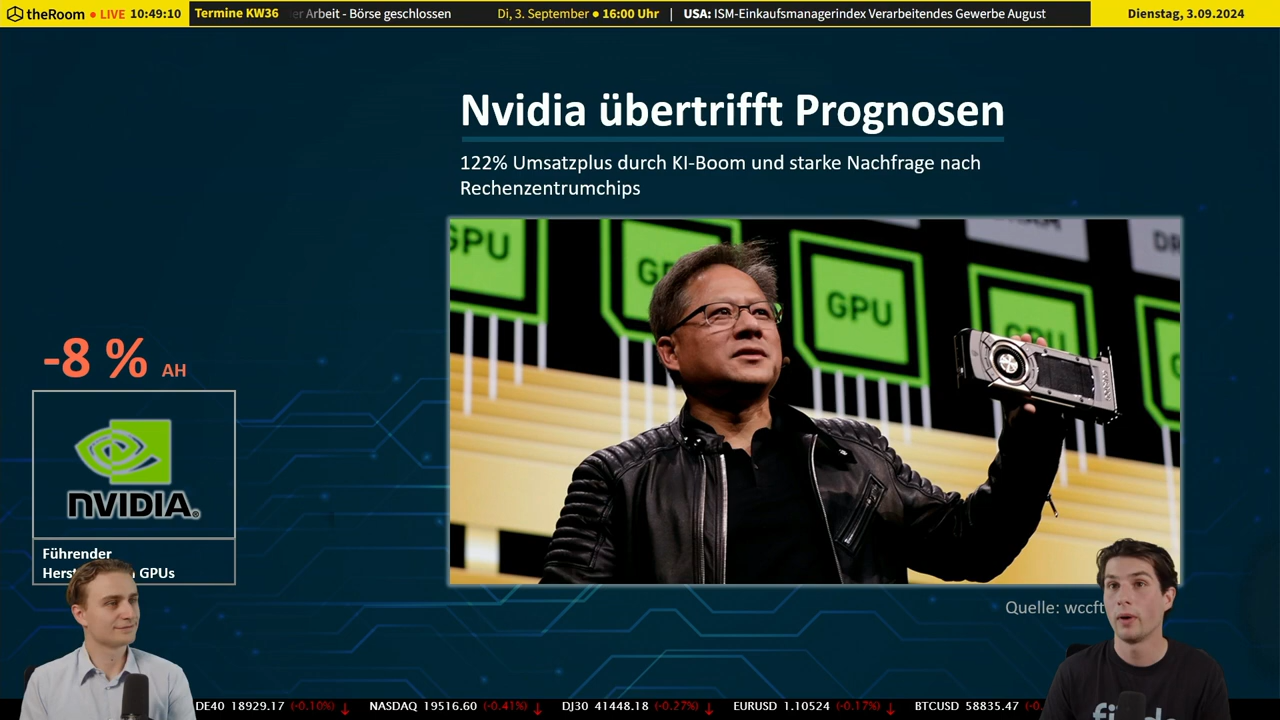 theRoom ● LIVE 10:49:10
Termine KW36
er Arbeit - Börse geschlossen Di, 3. September ● 16:00 Uhr | USA: ISM-Einkaufsmanagerindex Verarbeitendes Gewerbe August
Dienstag, 3.09.2024
Nvidia übertrifft Prognosen
122% Umsatzplus durch KI-Boom und starke Nachfrage nach
Rechenzentrumchips
GPU
GPU
GPU
-8 % AH
NVIDIA®
Führender
GPUs
Quelle:
DE40 18929.17 (-0.10%) ↓ NASDAQ 19516.60 (-0.41%) ↓ DJ30 41448.18 (-0.27%) ↓ EURUSD 1.10524 (-0.17%) ↓ BTCUSD 58835.47